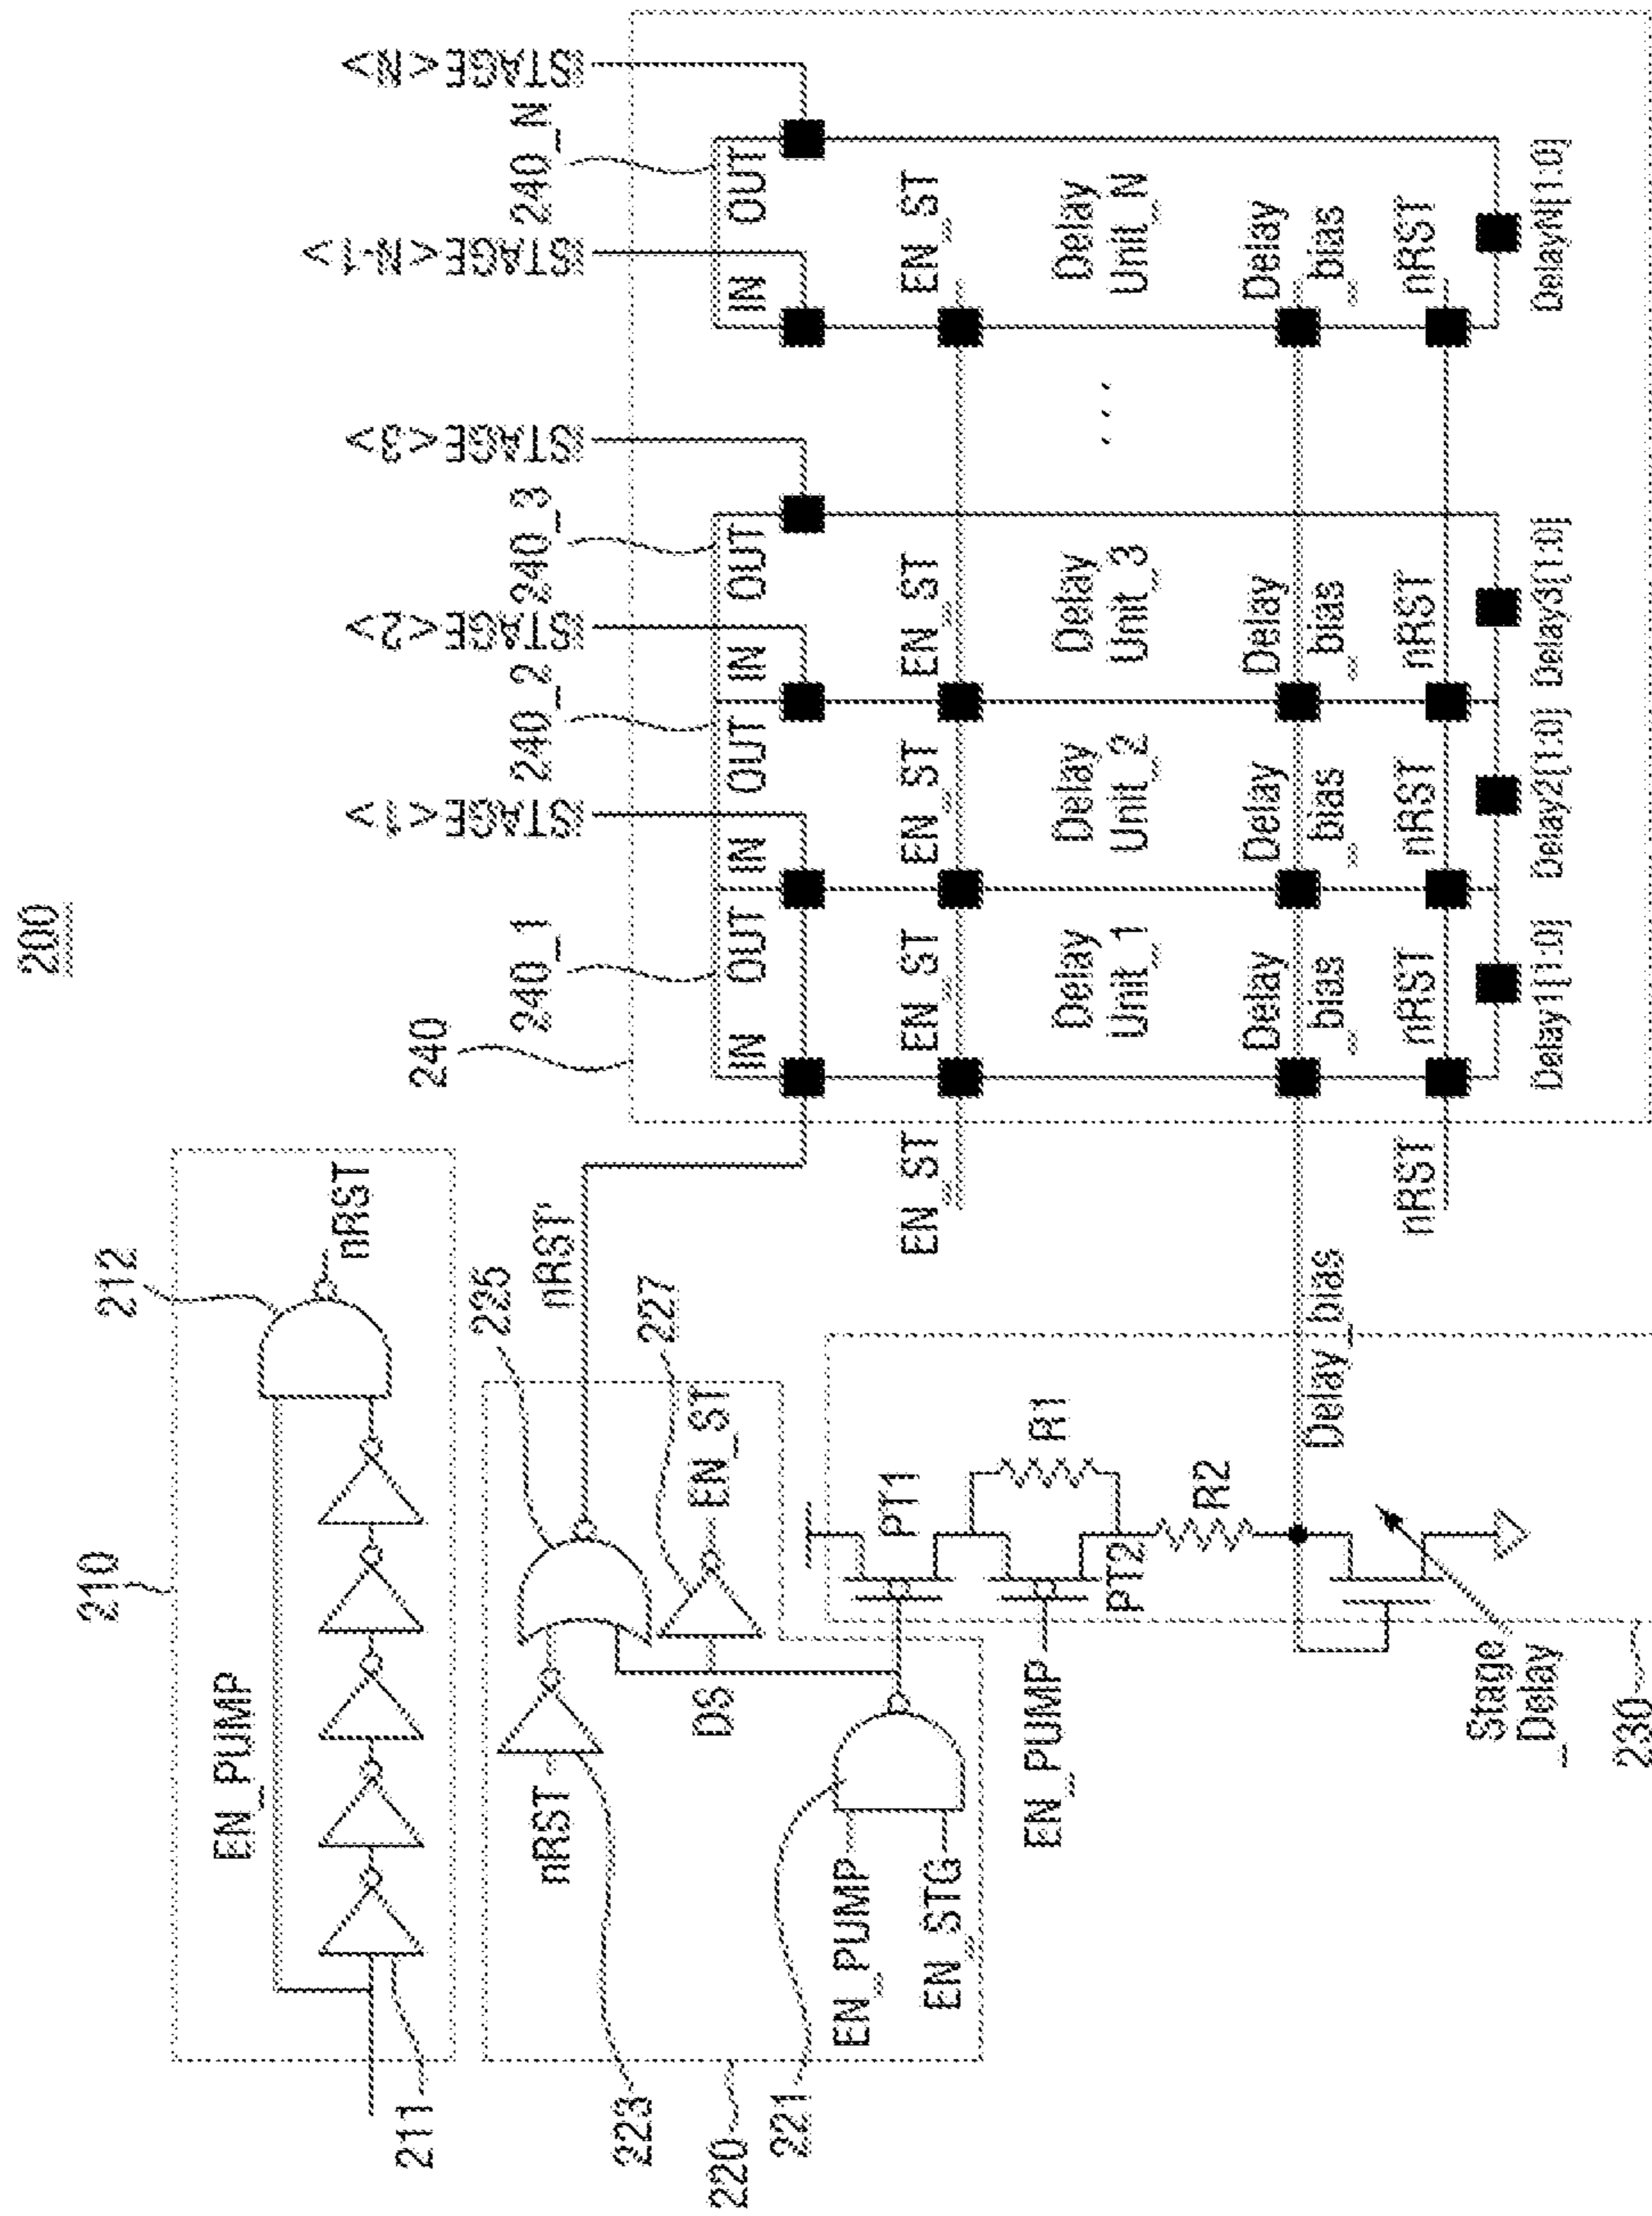 200
210
212
EN_PUMP
nRST
211
223
nRST
225
nRST'
227
DS
EN_ST
EN_PUMP
EN_STG
221
220
PT1
R1
EN_PUMP
PT2
R2
Delay_bias
Stage
_Delay
230
240
240_1
240_2
240_3
240_N
STAGE<1>
STAGE<2>
STAGE<3>
STAGE<N-1>
STAGE<N>
IN OUT IN OUT IN OUT IN OUT
EN_ST EN_ST EN_ST EN_ST EN_ST
Delay Delay Delay Delay
Unit_1 Unit_2 Unit_3 ... Unit_N
Delay Delay Delay Delay
_bias _bias _bias _bias
nRST nRST nRST nRST nRST
Delay1[1:0] Delay2[1:0] Delay3[1:0] DelayN[1:0]